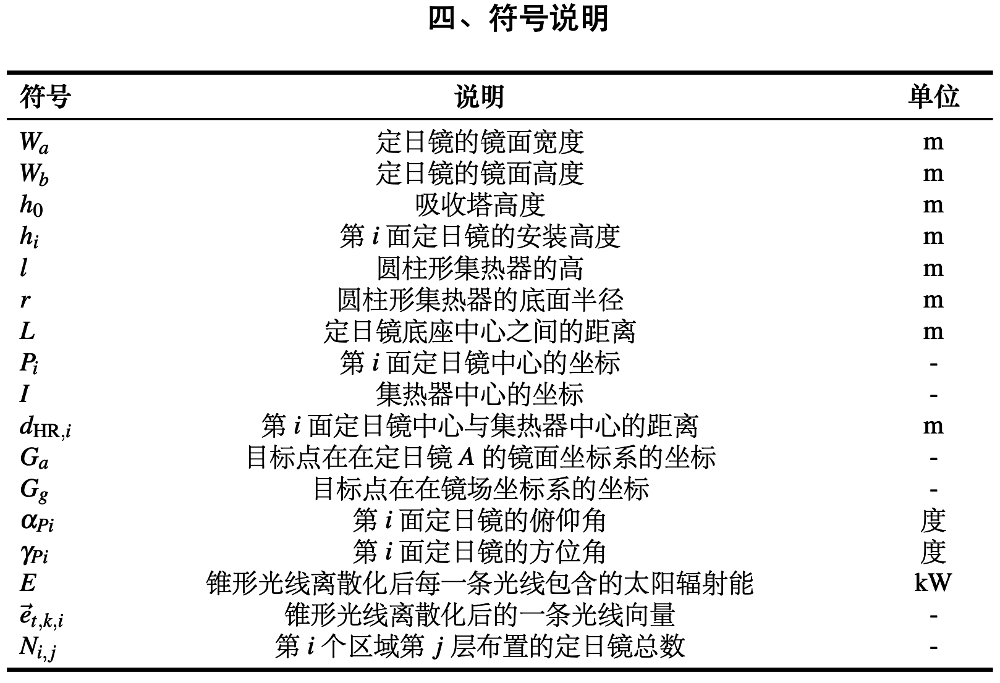 四、符号说明
符号 说明 单位
W_a 定日镜的镜面宽度 m
W_b 定日镜的镜面高度 m
h_0 吸收塔高度 m
h_i 第 i 面定日镜的安装高度 m
l 圆柱形集热器的高 m
r 圆柱形集热器的底面半径 m
L 定日镜底座中心之间的距离 m
P_i 第 i 面定日镜中心的坐标 -
I 集热器中心的坐标 -
d_{HR,i} 第 i 面定日镜中心与集热器中心的距离 m
G_a 目标点在在定日镜 A 的镜面坐标系的坐标 -
G_g 目标点在在镜场坐标系的坐标 -
α_{Pi} 第 i 面定日镜的俯仰角 度
γ_{Pi} 第 i 面定日镜的方位角 度
E 锥形光线离散化后每一条光线包含的太阳辐射能 kW
\vec{e}_{t,k,i} 锥形光线离散化后的一条光线向量 -
N_{i,j} 第 i 个区域第 j 层布置的定日镜总数 -